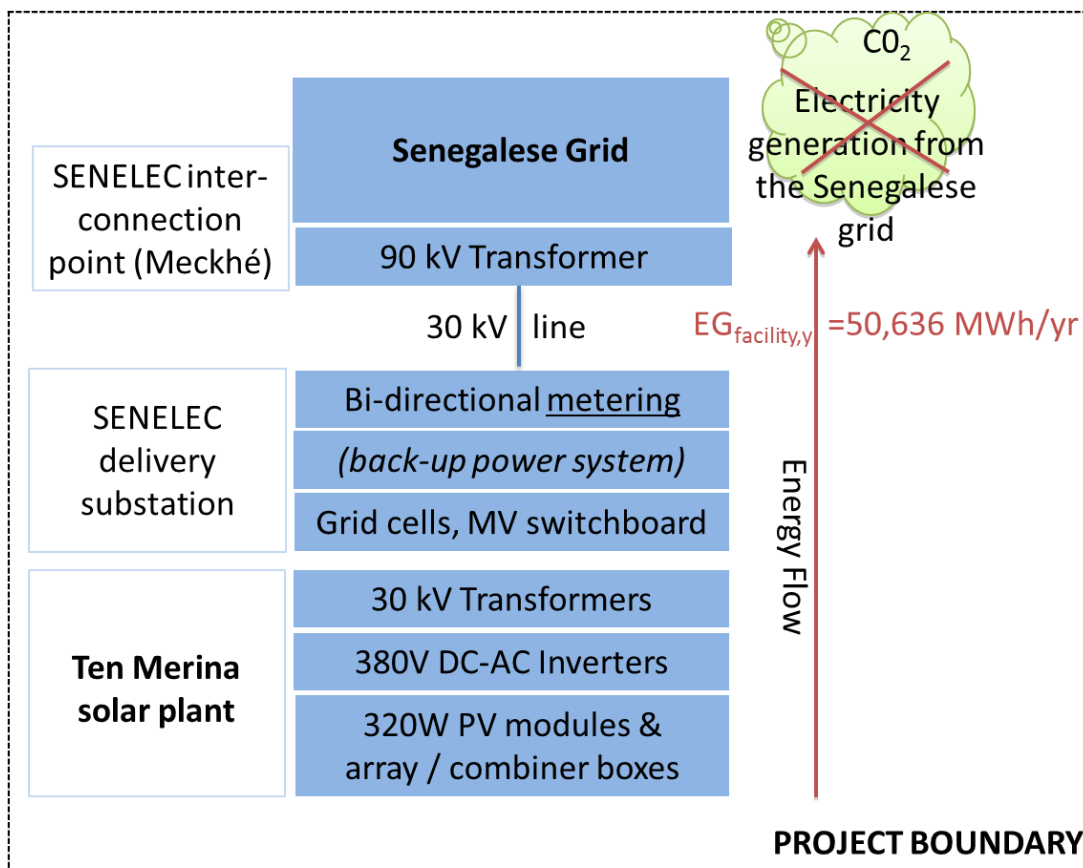 C0₂
Electricity
generation from
the Senegalese
grid
Senegalese Grid
SENELEC inter-
connection
point (Meckhé)
90 kV Transformer
30 kV line
EG facility,y =50,636 MWh/yr
SENELEC
delivery
substation
Bi-directional metering
(back-up power system)
Grid cells, MV switchboard
Energy Flow
Ten Merina
solar plant
30 kV Transformers
380V DC-AC Inverters
320W PV modules &
array / combiner boxes
PROJECT BOUNDARY